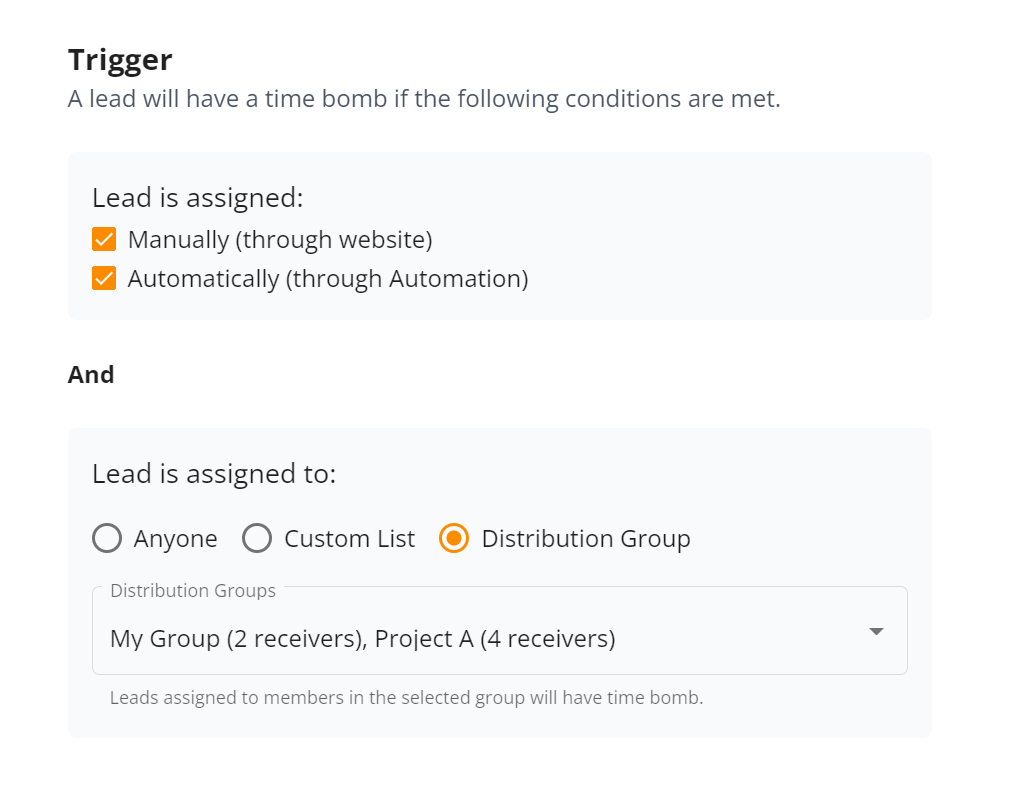 Trigger
A lead will have a time bomb if the following conditions are met.
Lead is assigned:
Manually (through website)
Automatically (through Automation)
And
Lead is assigned to:
Anyone Custom List Distribution Group
Distribution Groups
My Group (2 receivers), Project A (4 receivers)
Leads assigned to members in the selected group will have time bomb.